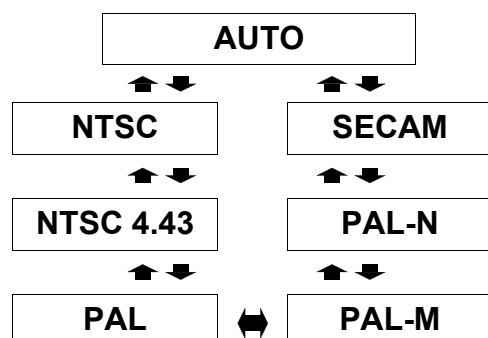 AUTO
NTSC
SECAM
NTSC 4.43
PAL-N
PAL
PAL-M